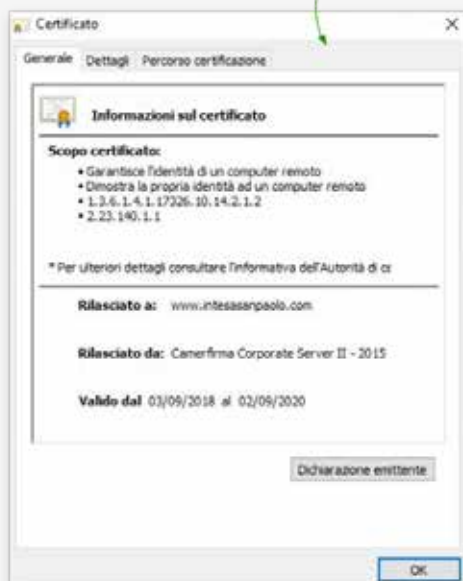 Certificato
Generale Dettagli Percorso certificazione
Informazioni sul certificato
Scopo certificato:
• Garantisce l'identità di un computer remoto
• Dimostra la propria identità ad un computer remoto
• 1.3.6.1.4.1.17326.10.14.2.1.2
• 2.23.140.1.1
* Per ulteriori dettagli consultare l'informativa dell'Autorità di ce
Rilasciato a: www.intesasanpaolo.com
Rilasciato da: Camerfirma Corporate Server II - 2015
Valido dal 03/09/2018 al 02/09/2020
Dichiarazione emittente
OK